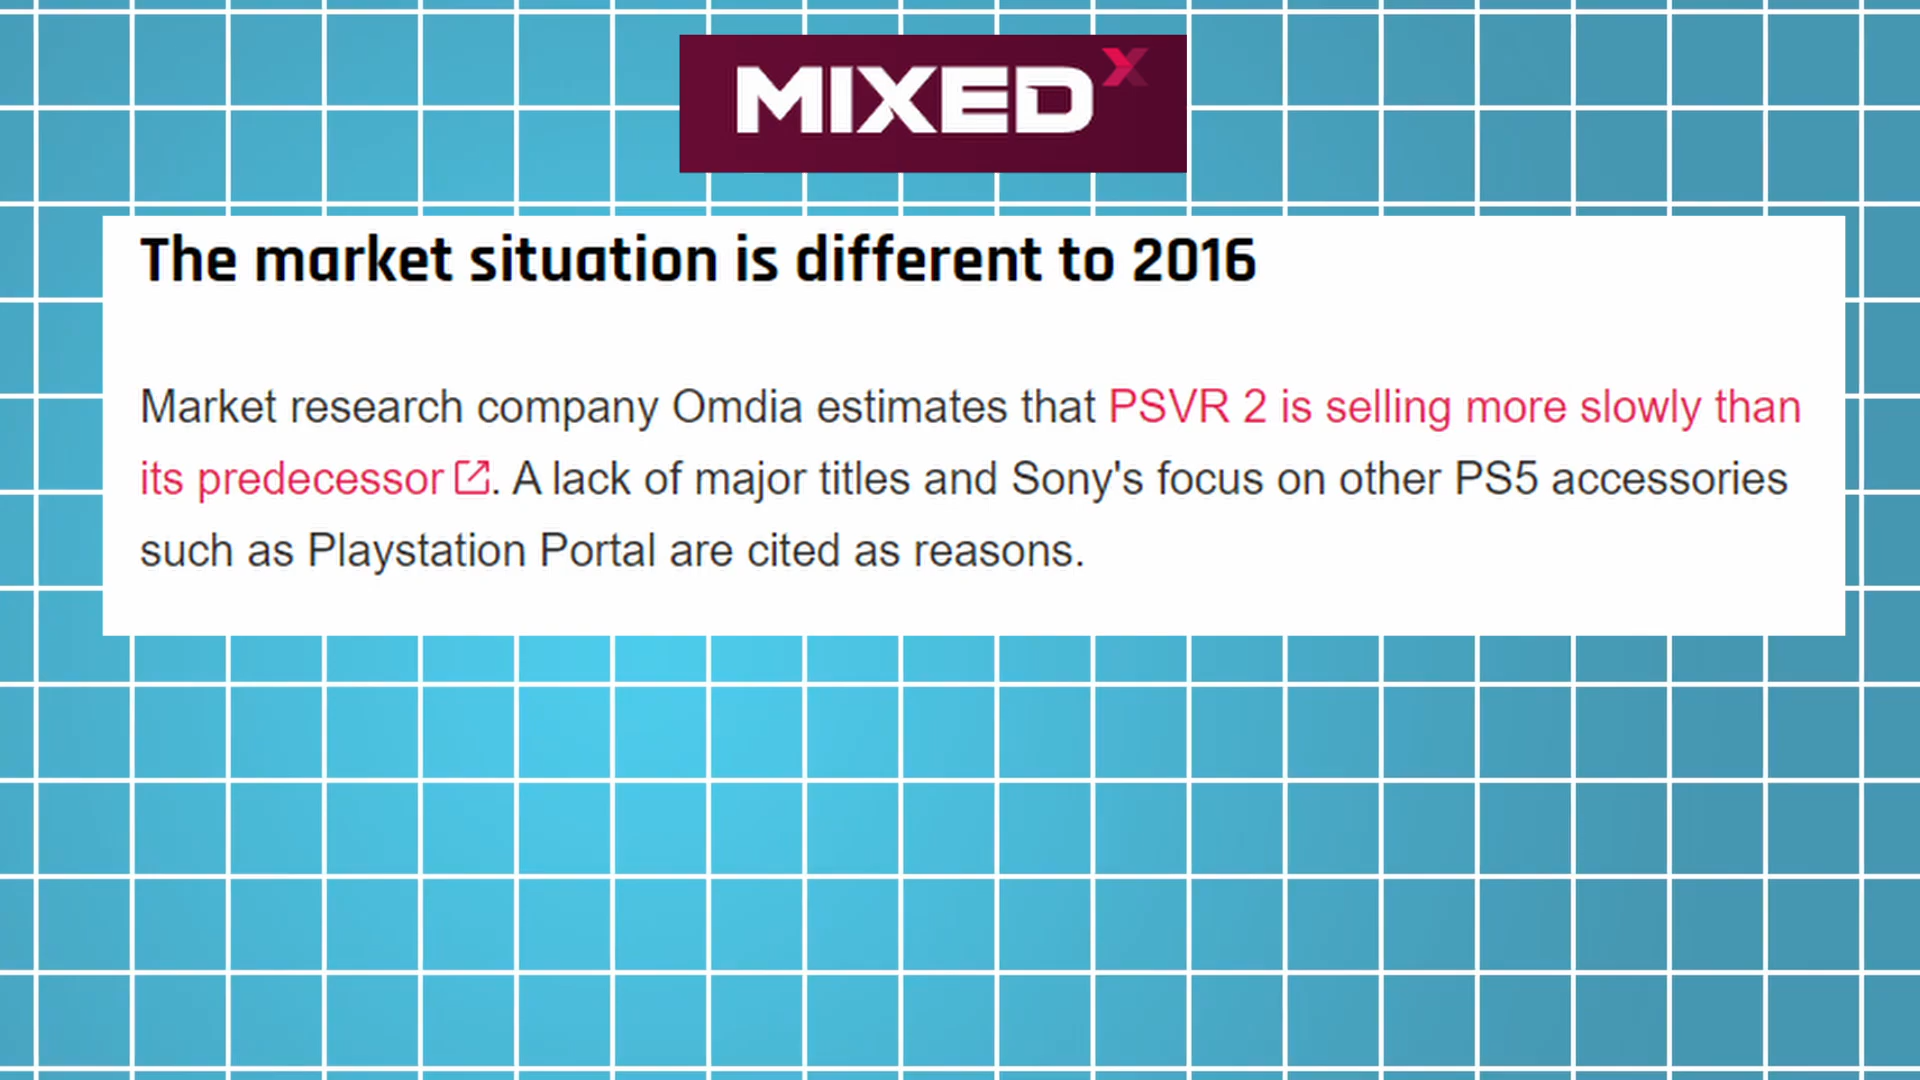 MIXED
The market situation is different to 2016
Market research company Omdia estimates that PSVR 2 is selling more slowly than
its predecessor. A lack of major titles and Sony's focus on other PS5 accessories
such as Playstation Portal are cited as reasons.